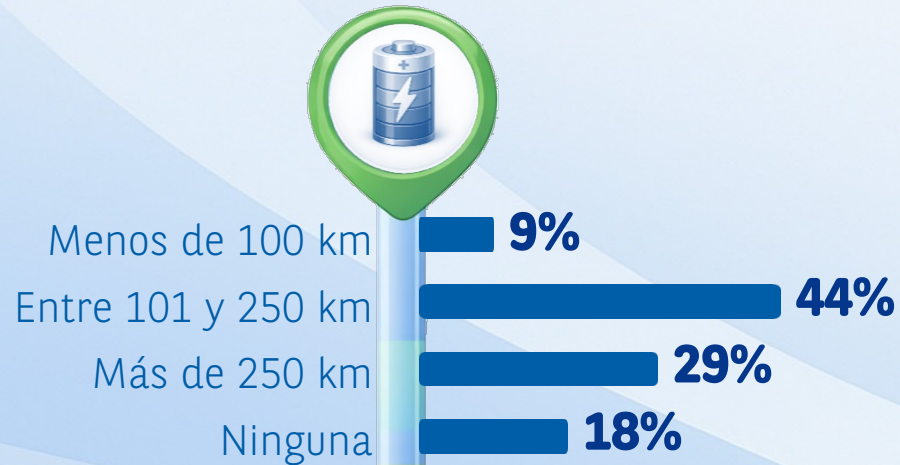 Menos de 100 km 9%
Entre 101 y 250 km 44%
Más de 250 km 29%
Ninguna 18%